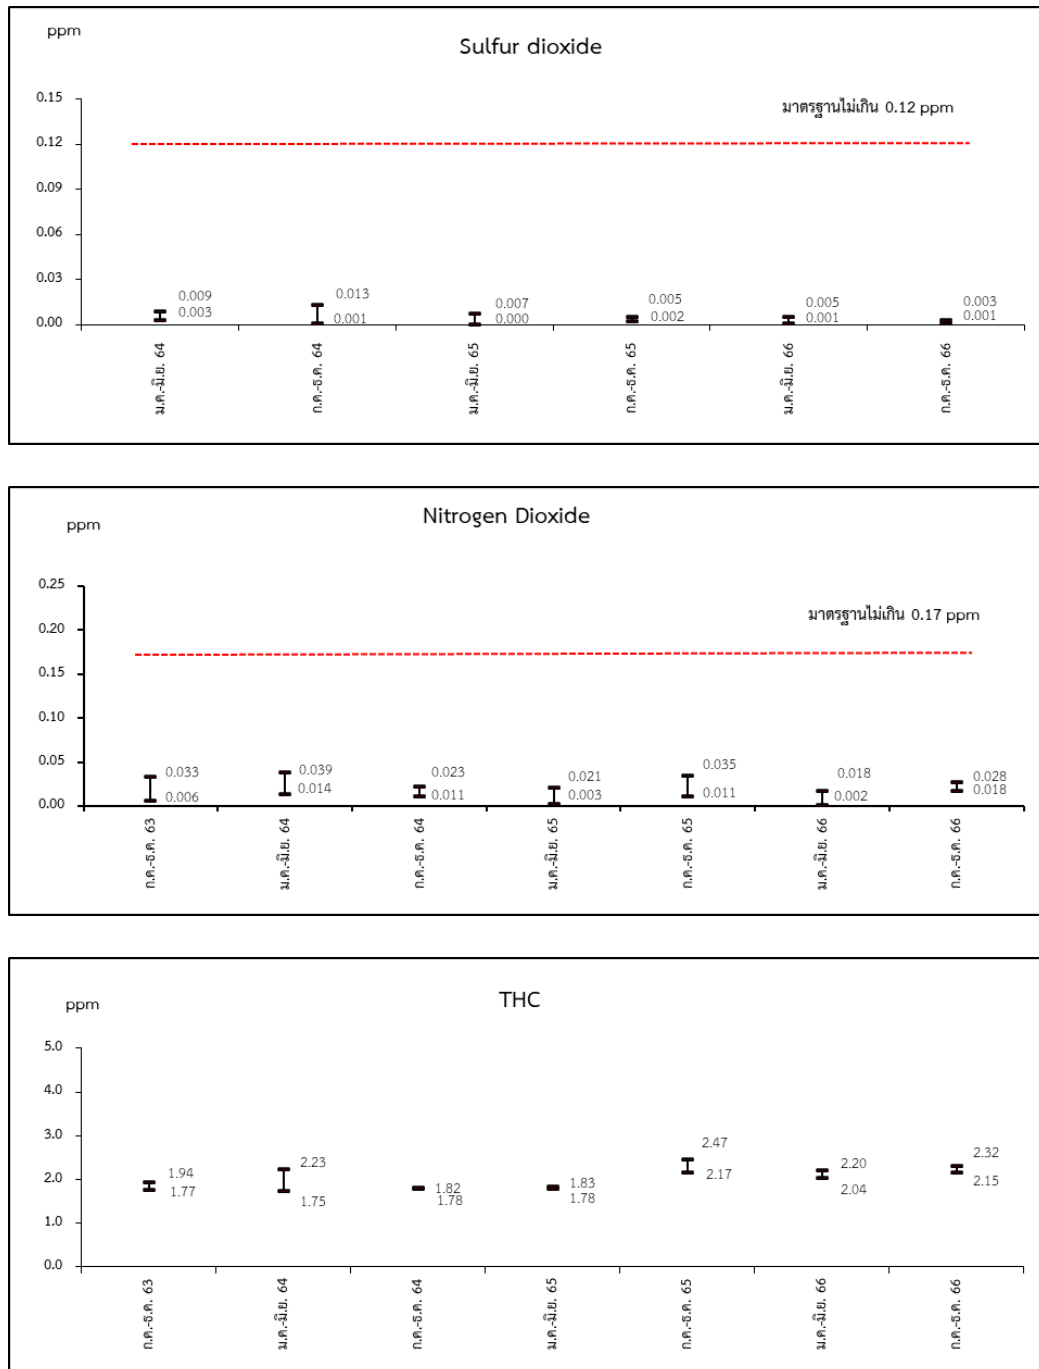 ppm
Sulfur dioxide
มาตรฐานไม่เกิน 0.12 ppm
0.15
0.12
0.09
0.06
0.03
0.00
0.009
0.003
0.013
0.001
0.007
0.000
0.005
0.002
0.005
0.001
0.003
0.001
ม.ค.-มิ.ย. 64
ก.ค.-ธ.ค. 64
ม.ค.-มิ.ย. 65
ก.ค.-ธ.ค. 65
ม.ค.-มิ.ย. 66
ก.ค.-ธ.ค. 66
ppm
Nitrogen Dioxide
มาตรฐานไม่เกิน 0.17 ppm
0.25
0.20
0.15
0.10
0.05
0.00
0.033
0.006
0.039
0.014
0.023
0.011
0.021
0.003
0.035
0.011
0.018
0.002
0.028
0.018
ก.ค.-ธ.ค. 63
ม.ค.-มิ.ย. 64
ก.ค.-ธ.ค. 64
ม.ค.-มิ.ย. 65
ก.ค.-ธ.ค. 65
ม.ค.-มิ.ย. 66
ก.ค.-ธ.ค. 66
ppm
THC
5.0
4.0
3.0
2.0
1.0
0.0
1.94
1.77
2.23
1.75
1.82
1.78
1.83
1.78
2.47
2.17
2.20
2.04
2.32
2.15
ก.ค.-ธ.ค. 63
ม.ค.-มิ.ย. 64
ก.ค.-ธ.ค. 64
ม.ค.-มิ.ย. 65
ก.ค.-ธ.ค. 65
ม.ค.-มิ.ย. 66
ก.ค.-ธ.ค. 66